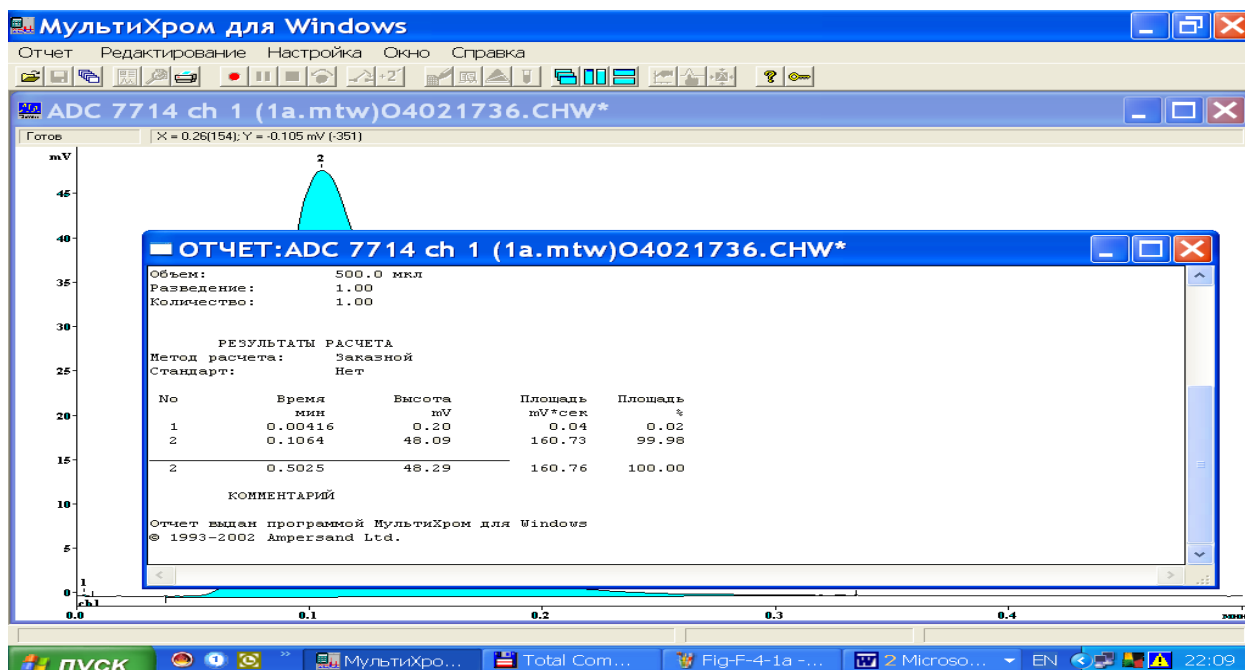 МультиХром для Windows
Отчет Редактирование Настройка Окно Справка
ADC 7714 ch 1 (1a.mtw)O4021736.CHW*
Готов X = 0.26(154); Y = -0.105 mV (-351)
mV
2
45
40
ОТЧЕТ:ADC 7714 ch 1 (1a.mtw)O4021736.CHW*
Объем: 500.0 мкл
35
Разведение: 1.00
Количество: 1.00
30
РЕЗУЛЬТАТЫ РАСЧЕТА
Метод расчета: Заказной
25
Стандарт: Нет
No Время Высота Площадь Площадь
20
мин mV mV*сек %
1 0.00416 0.20 0.04 0.02
2 0.1064 48.09 160.73 99.98
15
2 0.5025 48.29 160.76 100.00
КОММЕНТАРИЙ
10
Отчет выдан программой МультиХром для Windows
© 1993-2002 Ampersand Ltd.
5
1
0
ch1
0.0 0.1 0.2 0.3 0.4 мин
пуск МультиХро... Total Com... Fig-F-4-1a -... 2 Microso... EN 22:09